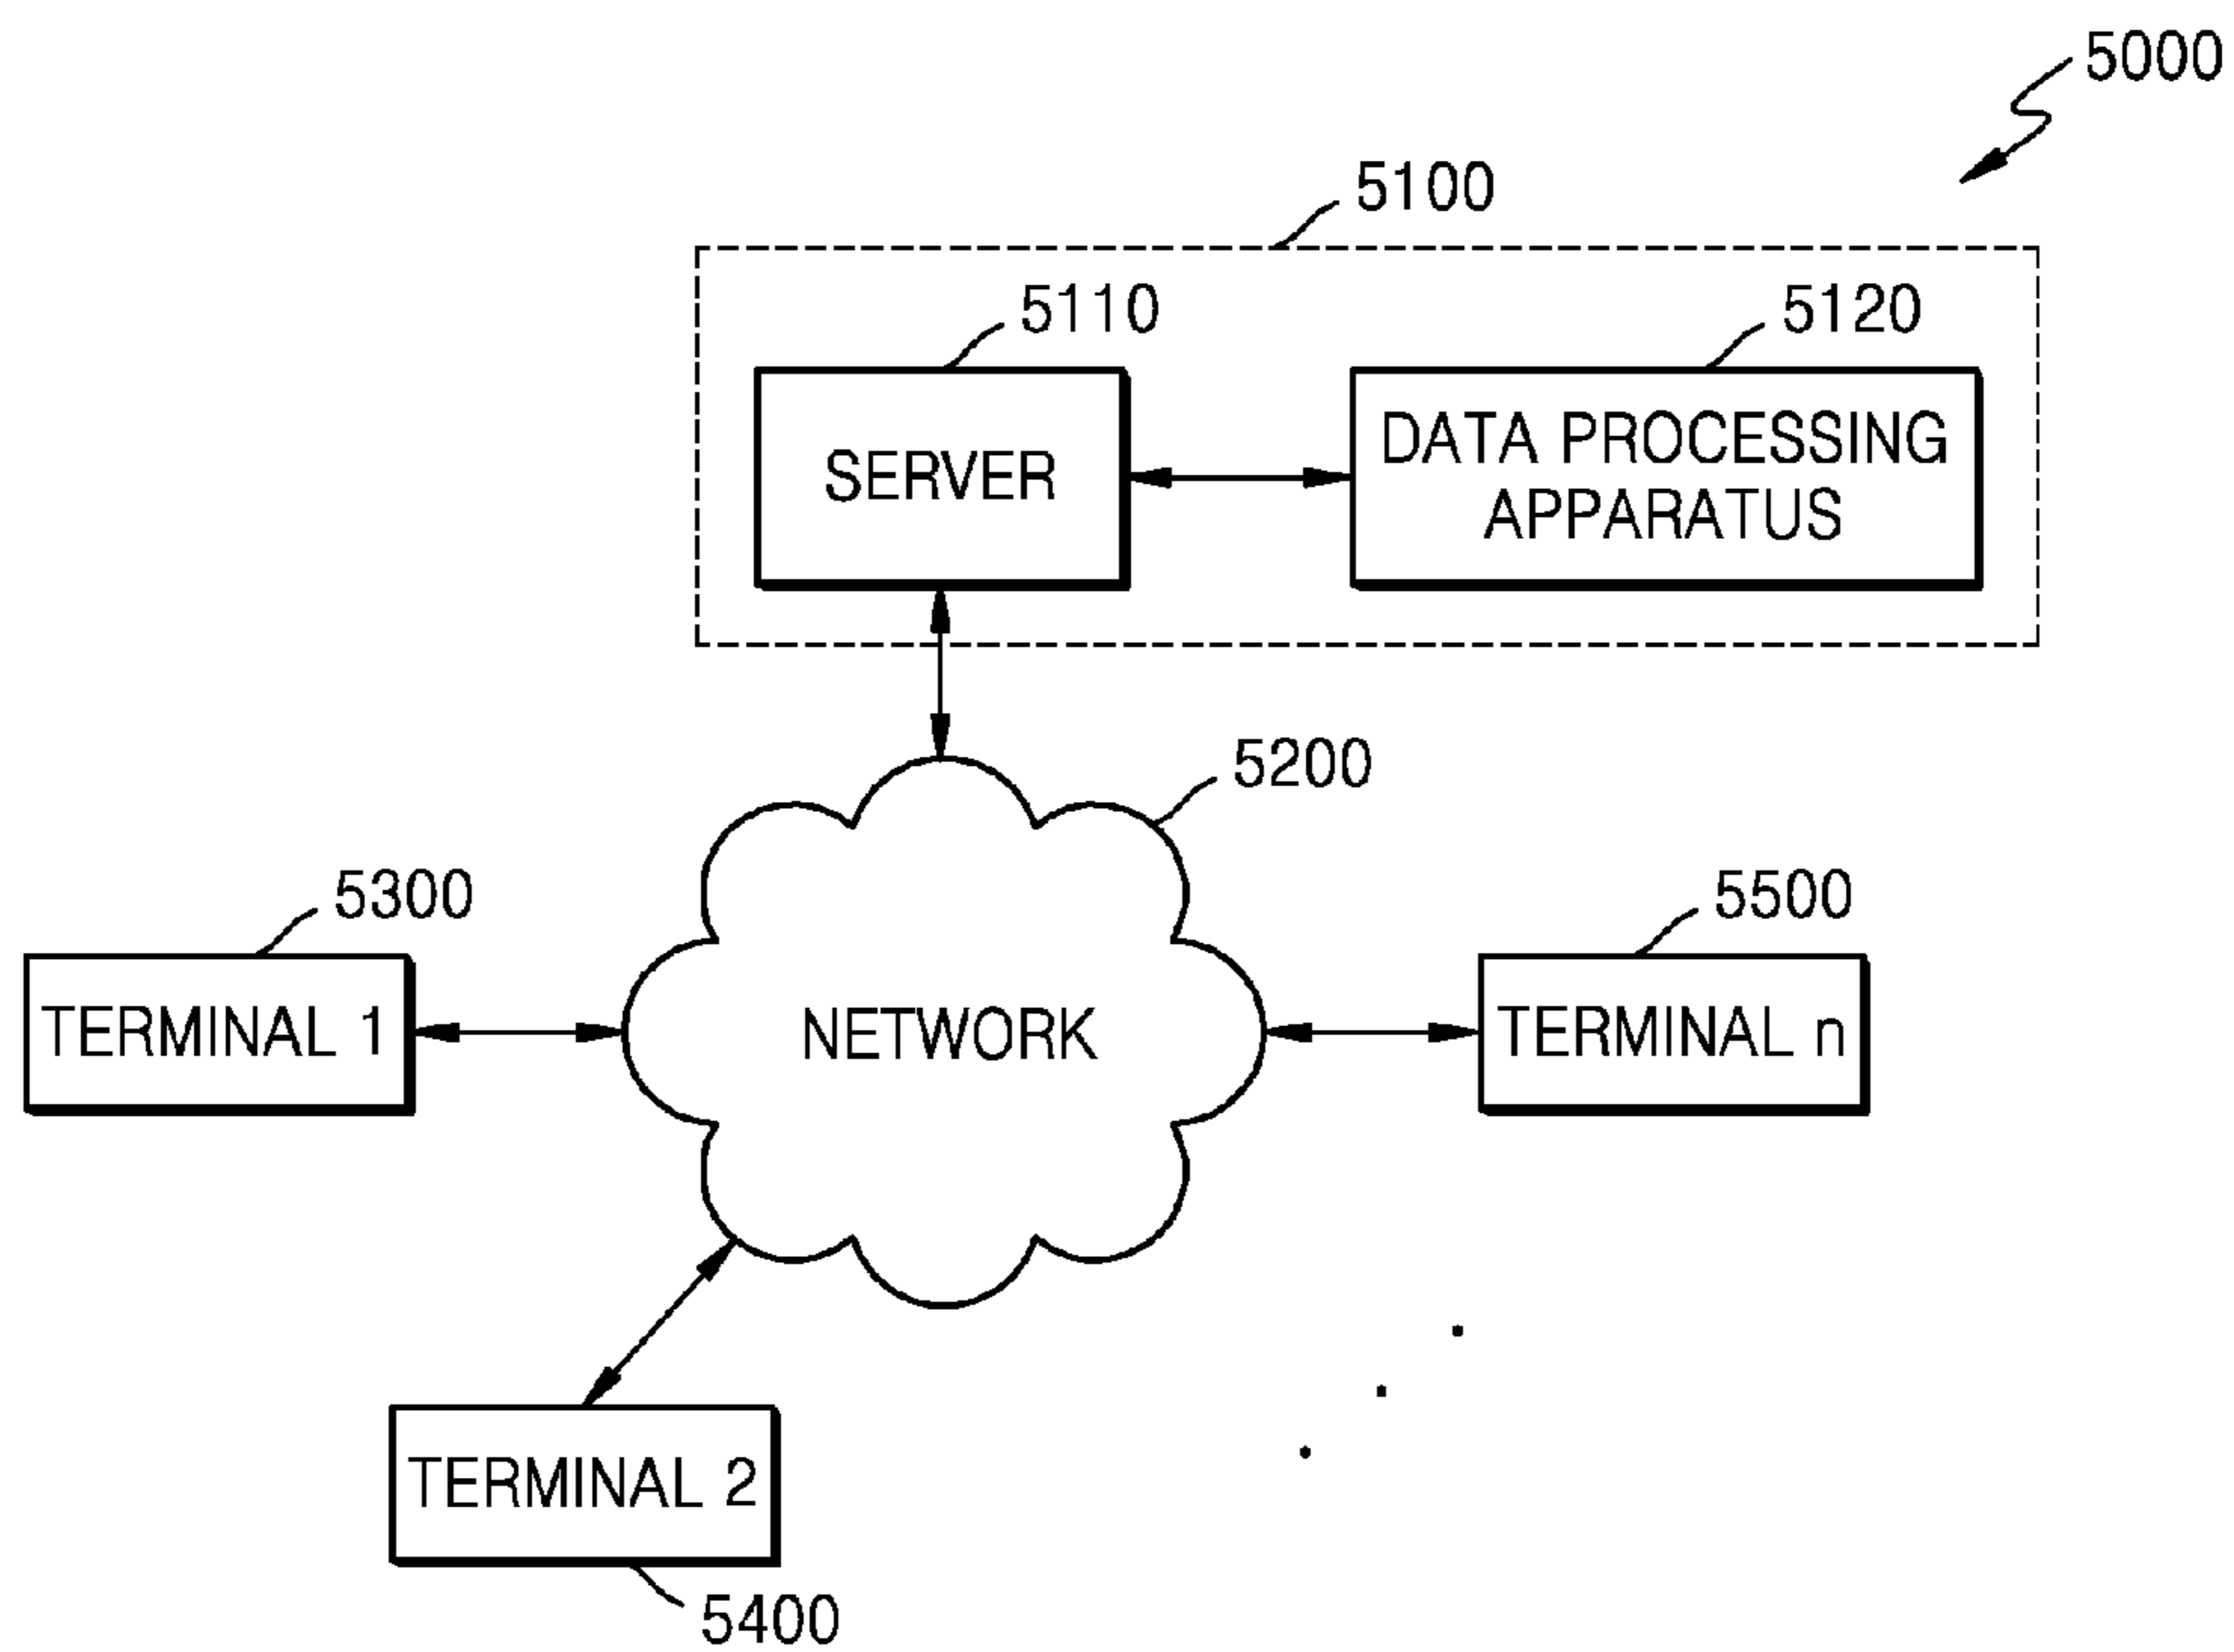 5000
5100
5110
5120
SERVER
DATA PROCESSING
APPARATUS
5200
5300
5500
TERMINAL 1
NETWORK
TERMINAL n
TERMINAL 2
5400